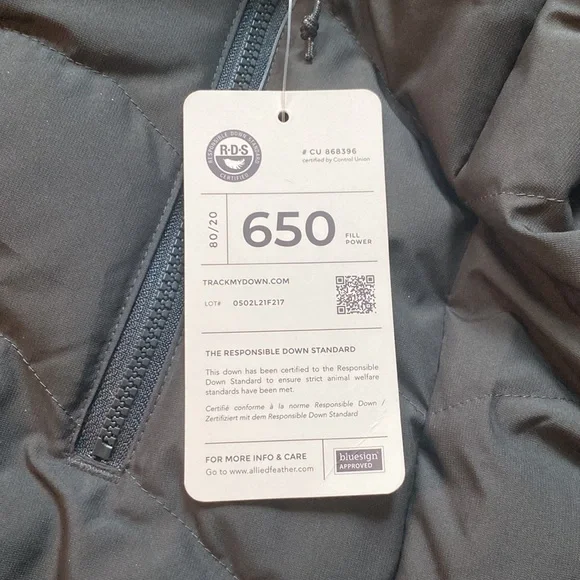 RESPONSIBLE DOWN STANDARD
R·D·S
CERTIFIED
# CU 868396
certified by Control Union
80/20
650
FILL
POWER
TRACKMYDOWN.COM
LOT# 0502L21F217
THE RESPONSIBLE DOWN STANDARD
This down has been certified to the Responsible
Down Standard to ensure strict animal welfare
standards have been met.
Certifié conforme à la norme Responsible Down /
Zertifiziert mit dem Responsible Down Standard
FOR MORE INFO & CARE
Go to www.alliedfeather.com
bluesign
APPROVED